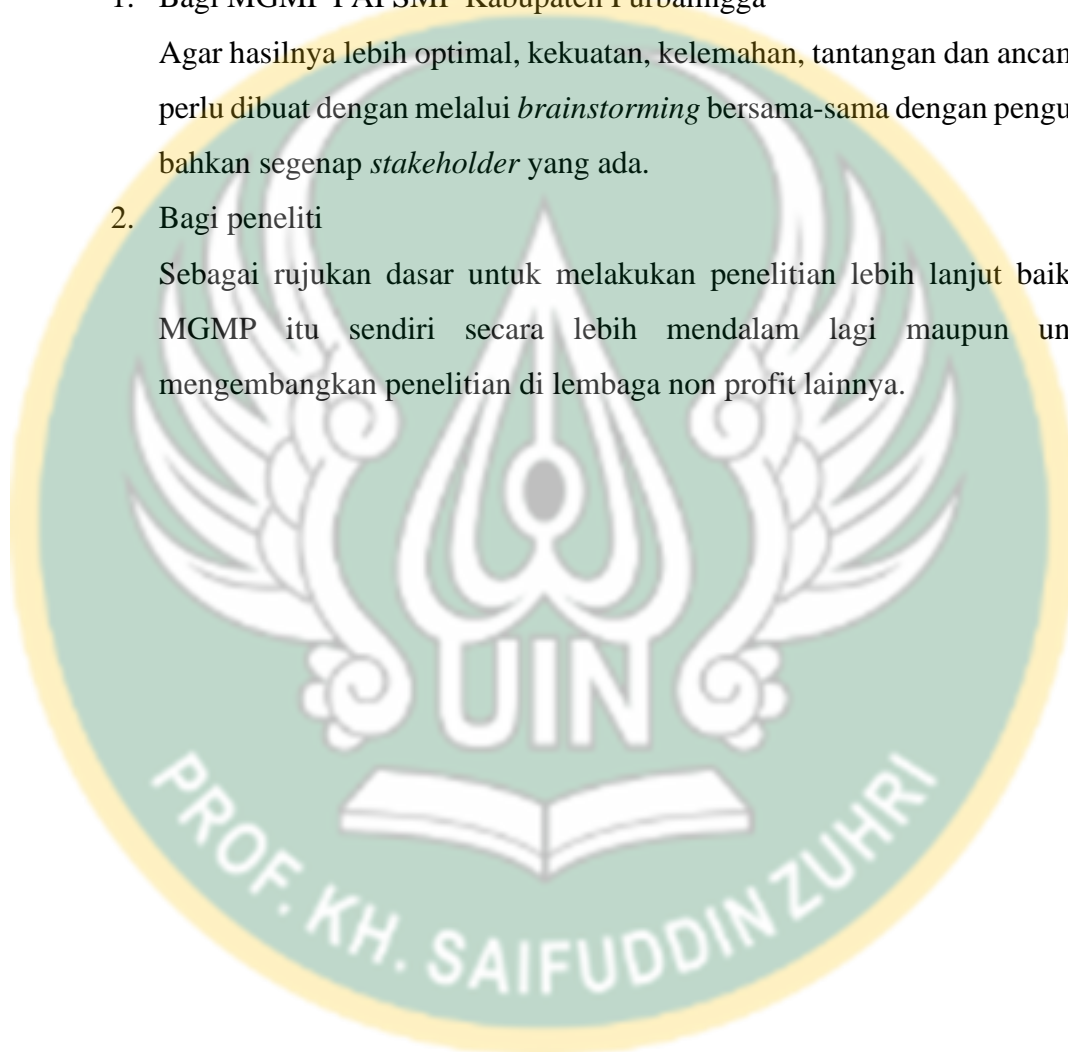 1. Bagi MGMP PAI SMP Kabupaten Purbalingga
Agar hasilnya lebih optimal, kekuatan, kelemahan, tantangan dan ancam
perlu dibuat dengan melalui brainstorming bersama-sama dengan pengu
bahkan segenap stakeholder yang ada.
2. Bagi peneliti
Sebagai rujukan dasar untuk melakukan penelitian lebih lanjut baik
MGMP itu sendiri secara lebih mendalam lagi maupun un
mengembangkan penelitian di lembaga non profit lainnya.
UIN
PROF. KH. SAIFUDDIN ZUHRI